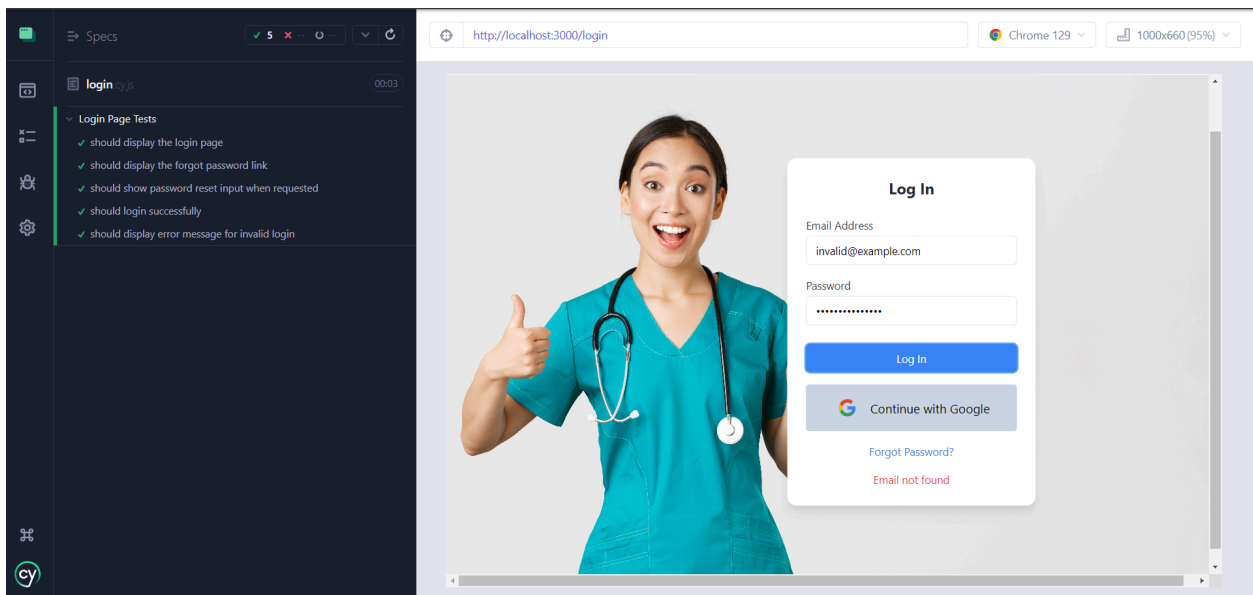 Specs
5 -- --
http://localhost:3000/login
Chrome 129
1000x660 (95%)
login.cy.js
00:03
Login Page Tests
should display the login page
should display the forgot password link
should show password reset input when requested
should login successfully
should display error message for invalid login
Log In
Email Address
invalid@example.com
Password
•••••••••••••••
Log In
G Continue with Google
Forgot Password?
Email not found
cy